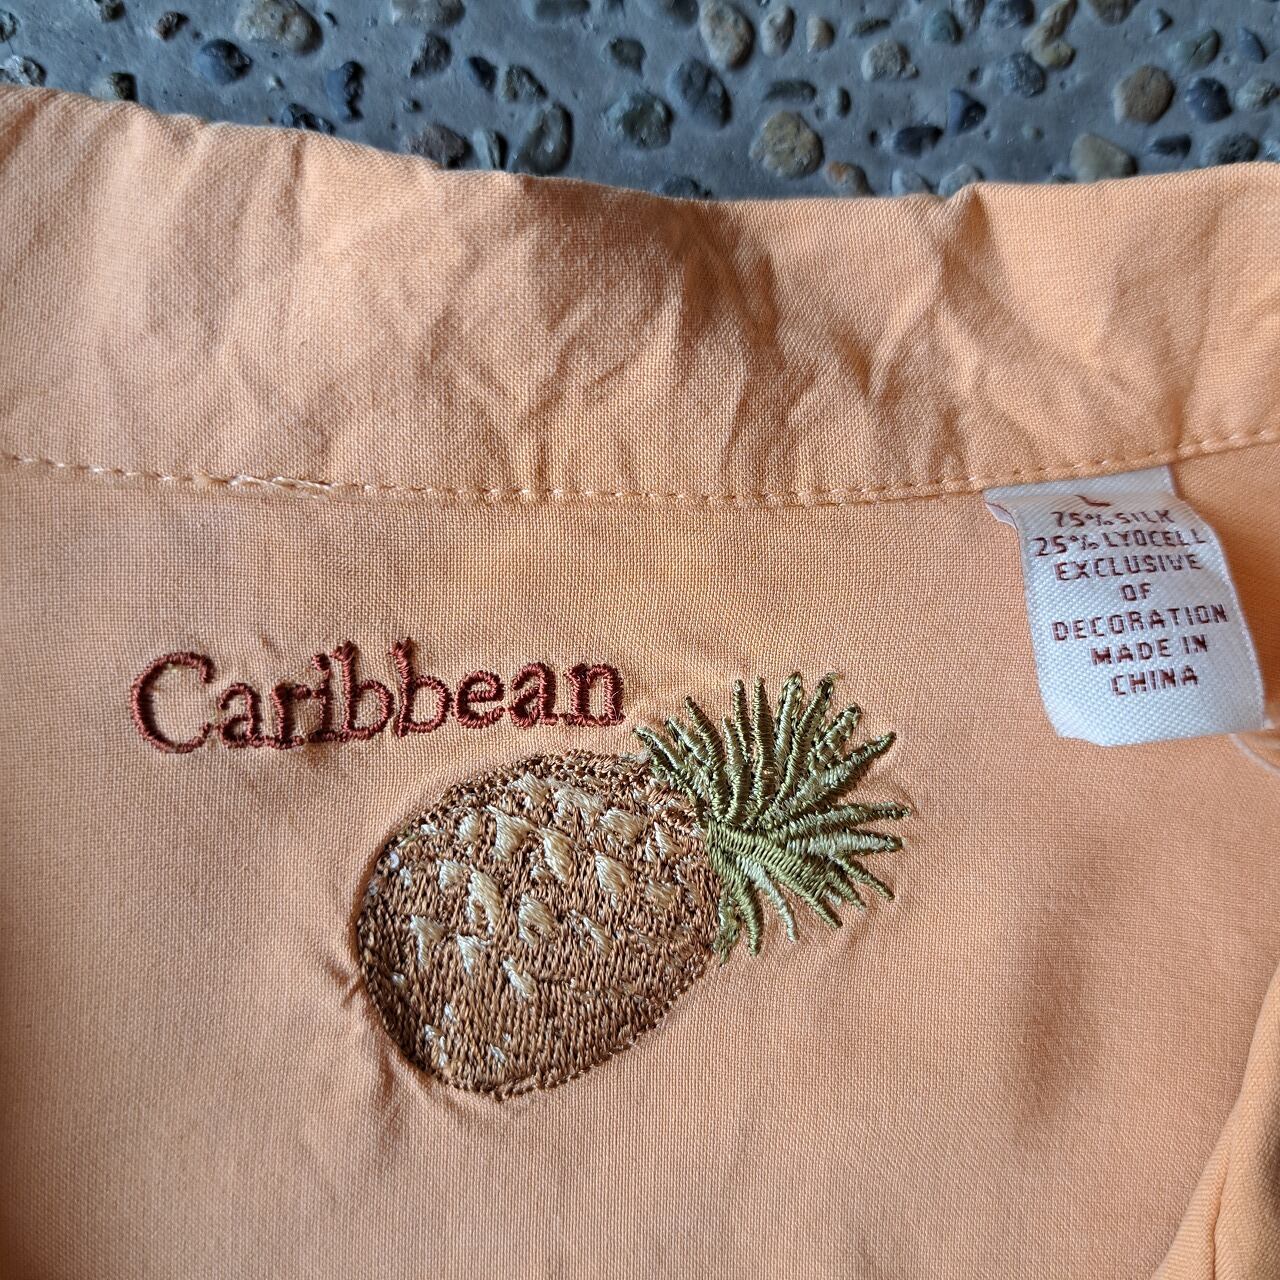 Caribbean
L
75% SILK
25% LYOCELL
EXCLUSIVE
OF
DECORATION
MADE IN
CHINA